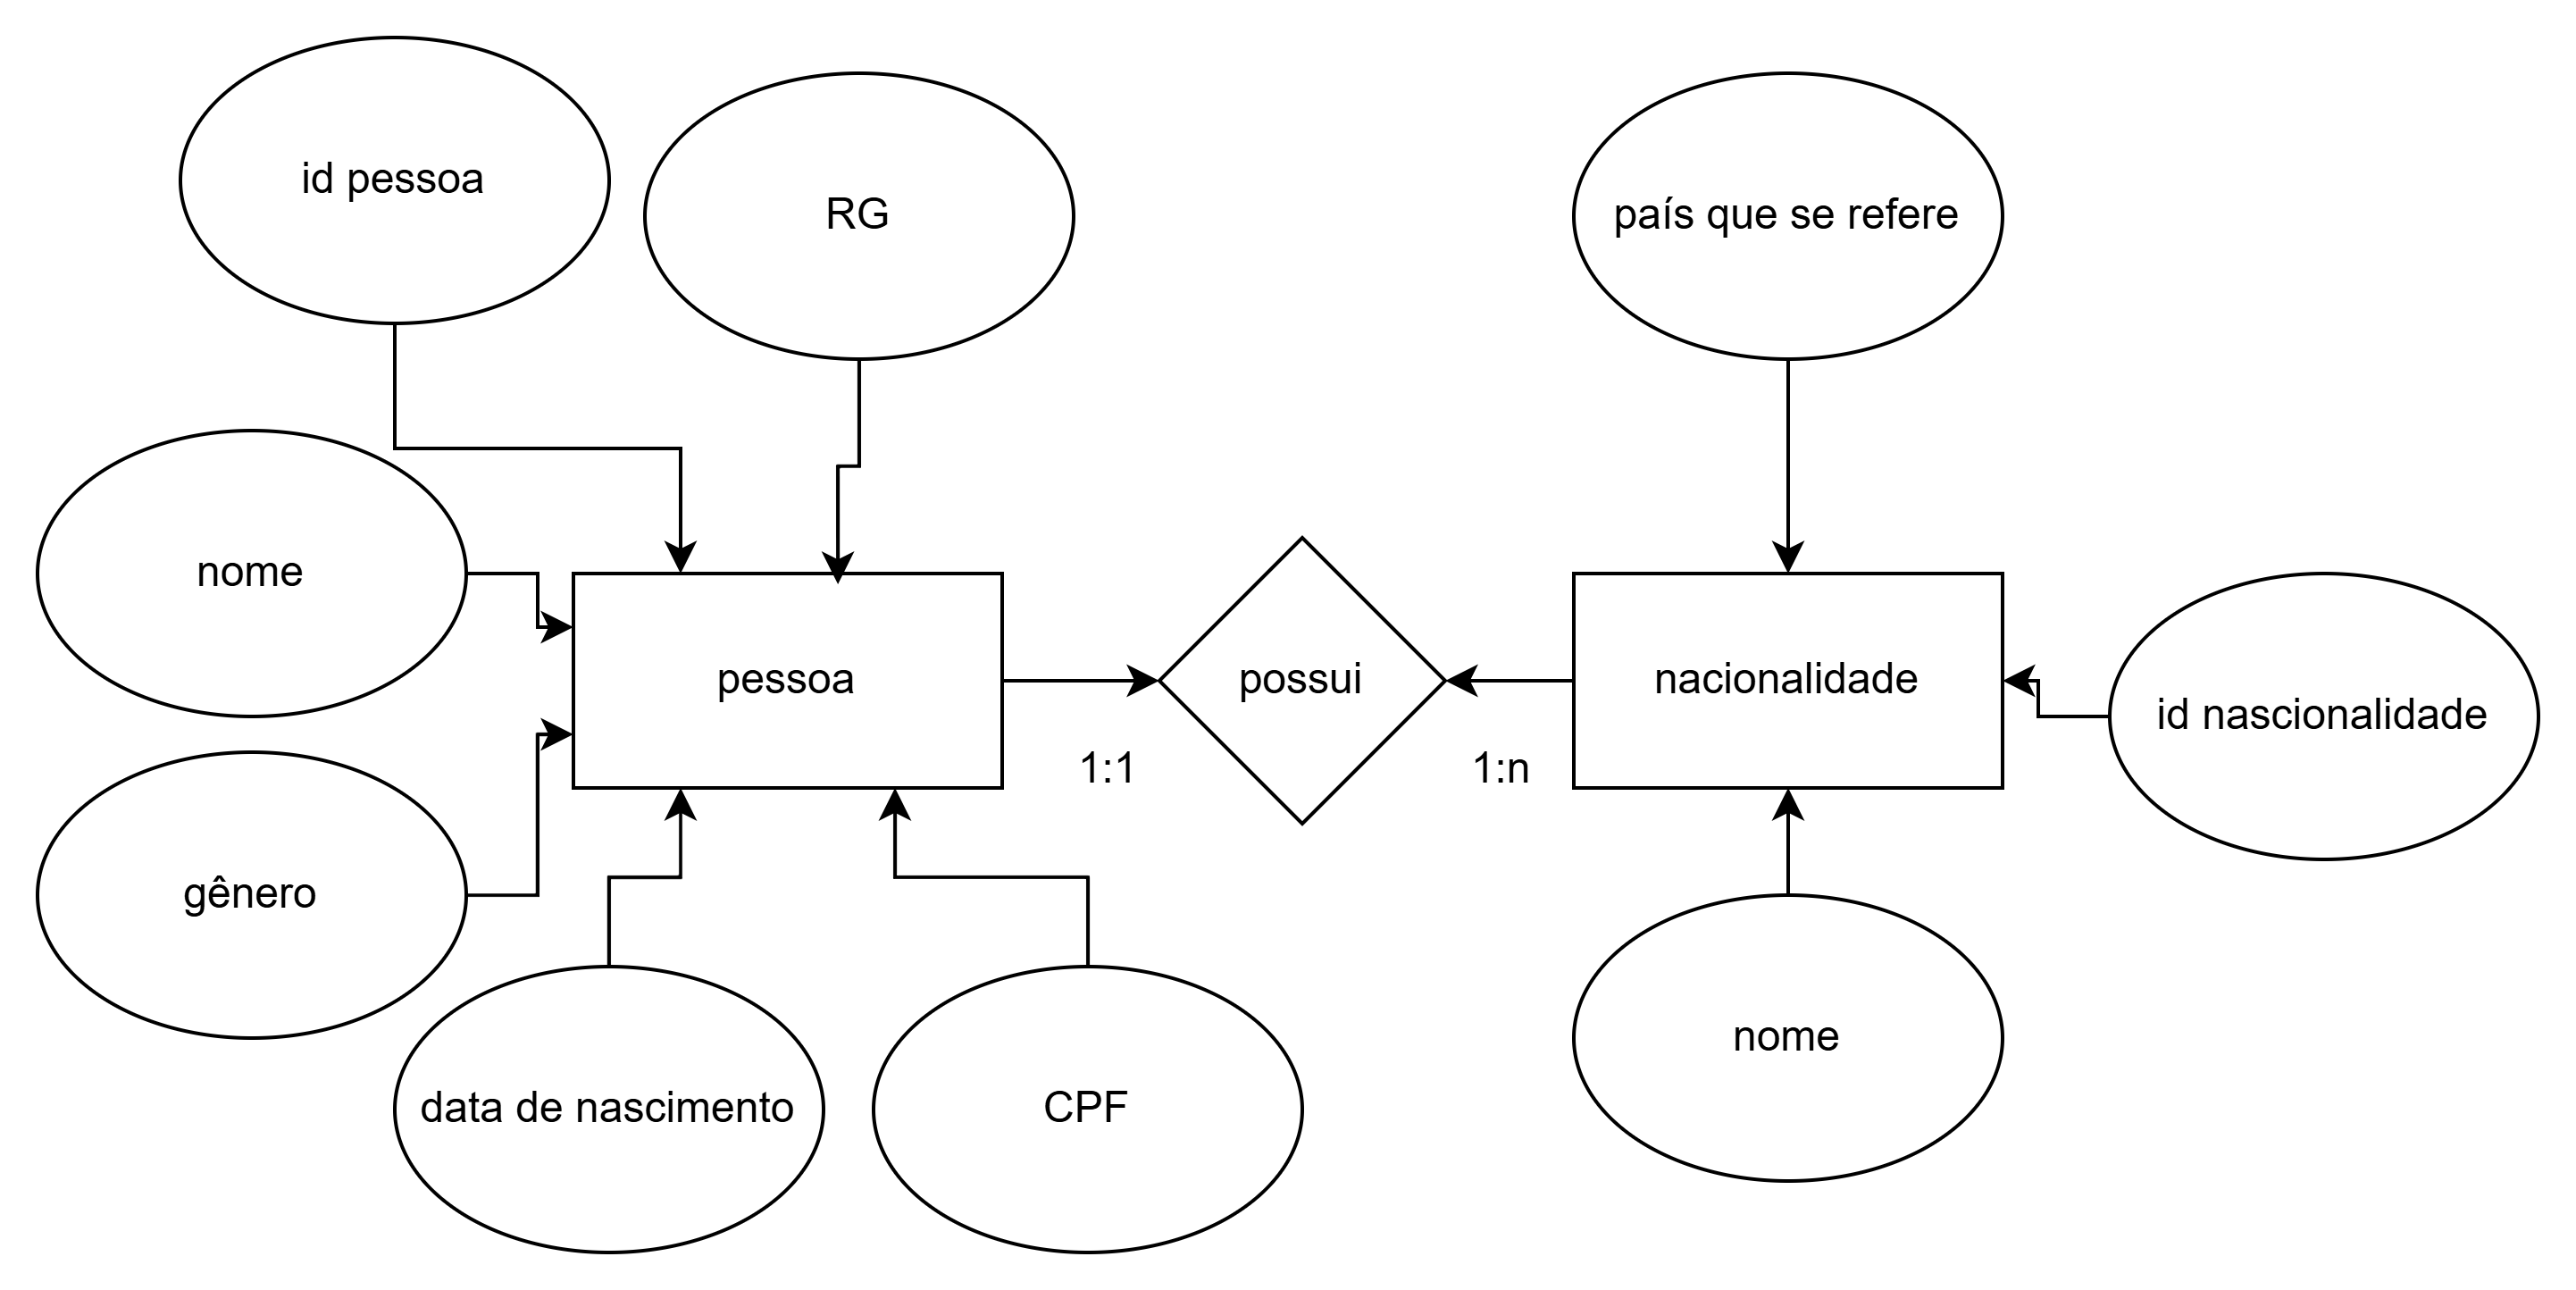 id pessoa
RG
país que se refere
nome
pessoa
possui
nacionalidade
id nascionalidade
1:1
1:n
gênero
data de nascimento
CPF
nome